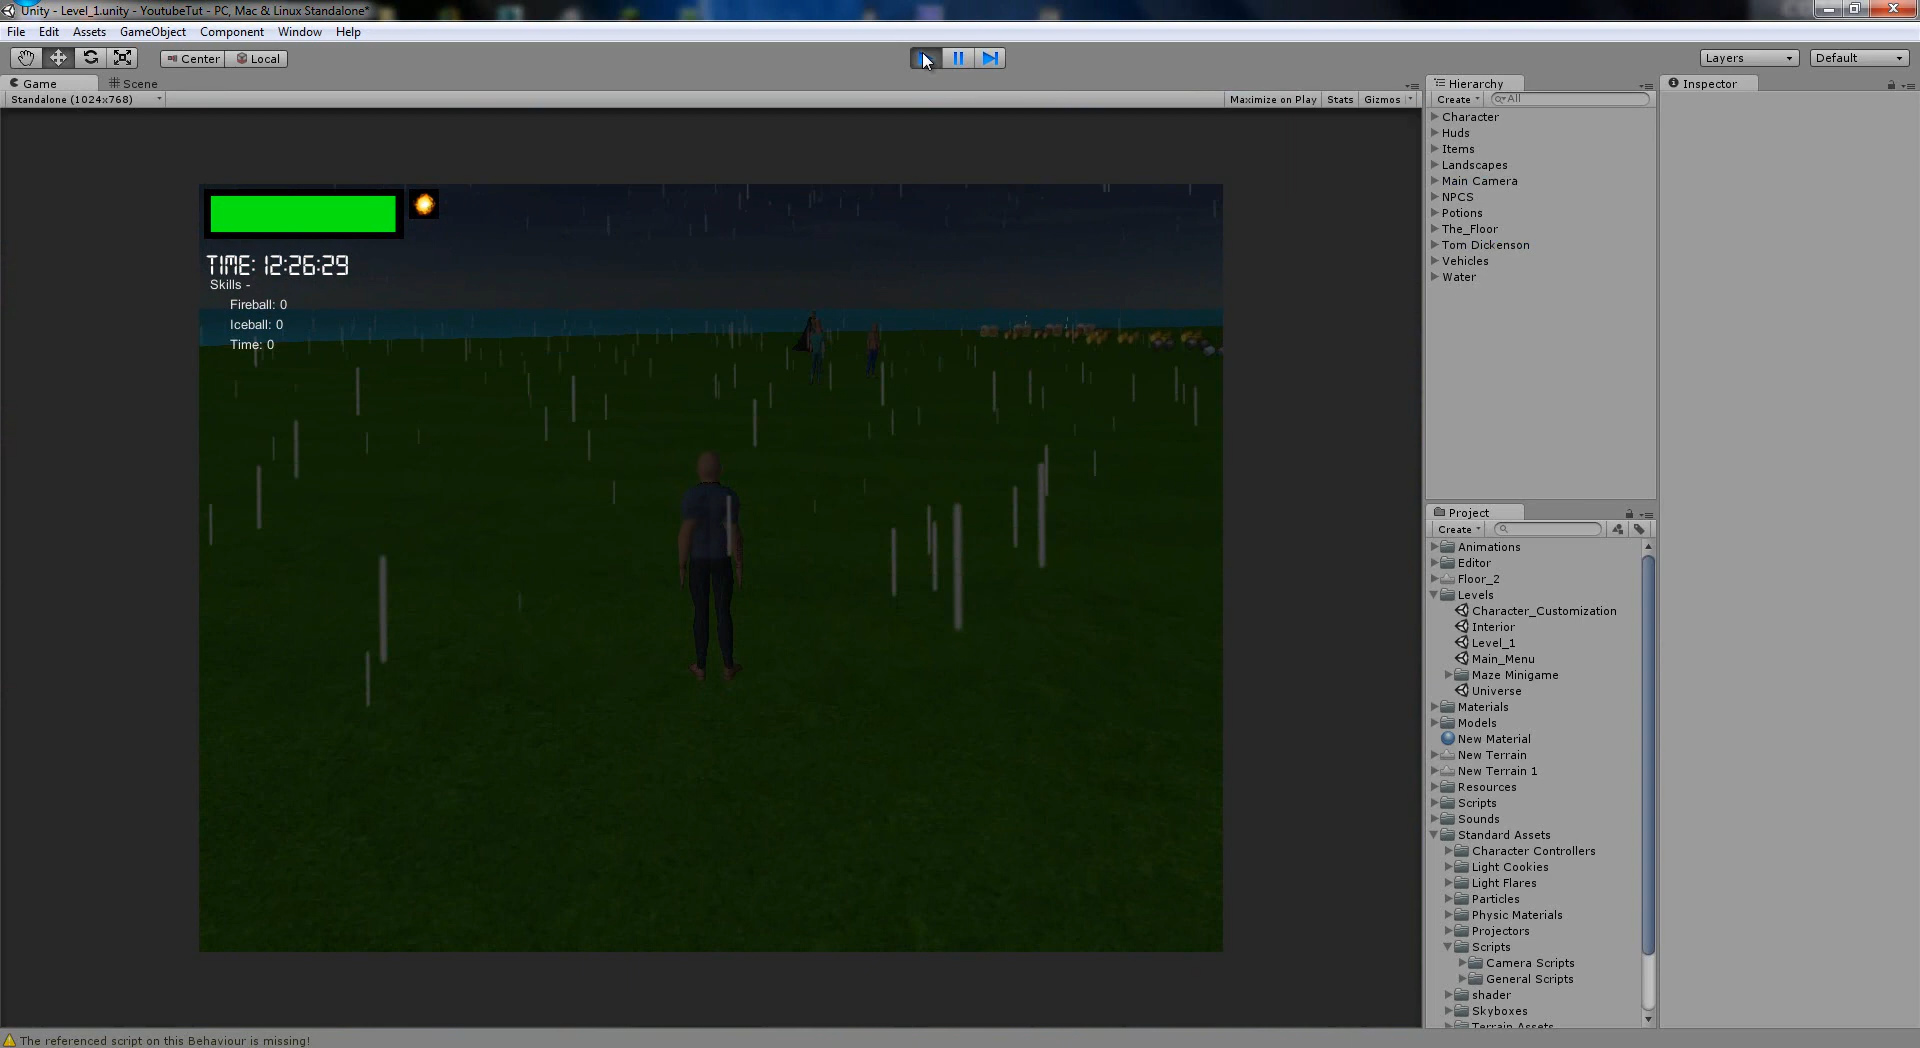 Unity - Level_1.unity - YoutubeTut - PC, Mac & Linux Standalone*
File Edit Assets GameObject Component Window Help
Center Local Layers Default
Game Scene
Standalone (1024x768) Maximize on Play Stats Gizmos
TIME: 12:26:29
Skills -
Fireball: 0
Iceball: 0
Time: 0
Hierarchy
Create All
Character
Huds
Items
Landscapes
Main Camera
NPCS
Potions
The_Floor
Tom Dickenson
Vehicles
Water
Project
Create
Animations
Editor
Floor_2
Levels
Character_Customization
Interior
Level_1
Main_Menu
Maze Minigame
Universe
Materials
Models
New Material
New Terrain
New Terrain 1
Resources
Scripts
Sounds
Standard Assets
Character Controllers
Light Cookies
Light Flares
Particles
Physic Materials
Projectors
Scripts
Camera Scripts
General Scripts
shader
Skyboxes
Terrain Assets
Inspector
The referenced script on this Behaviour is missing!